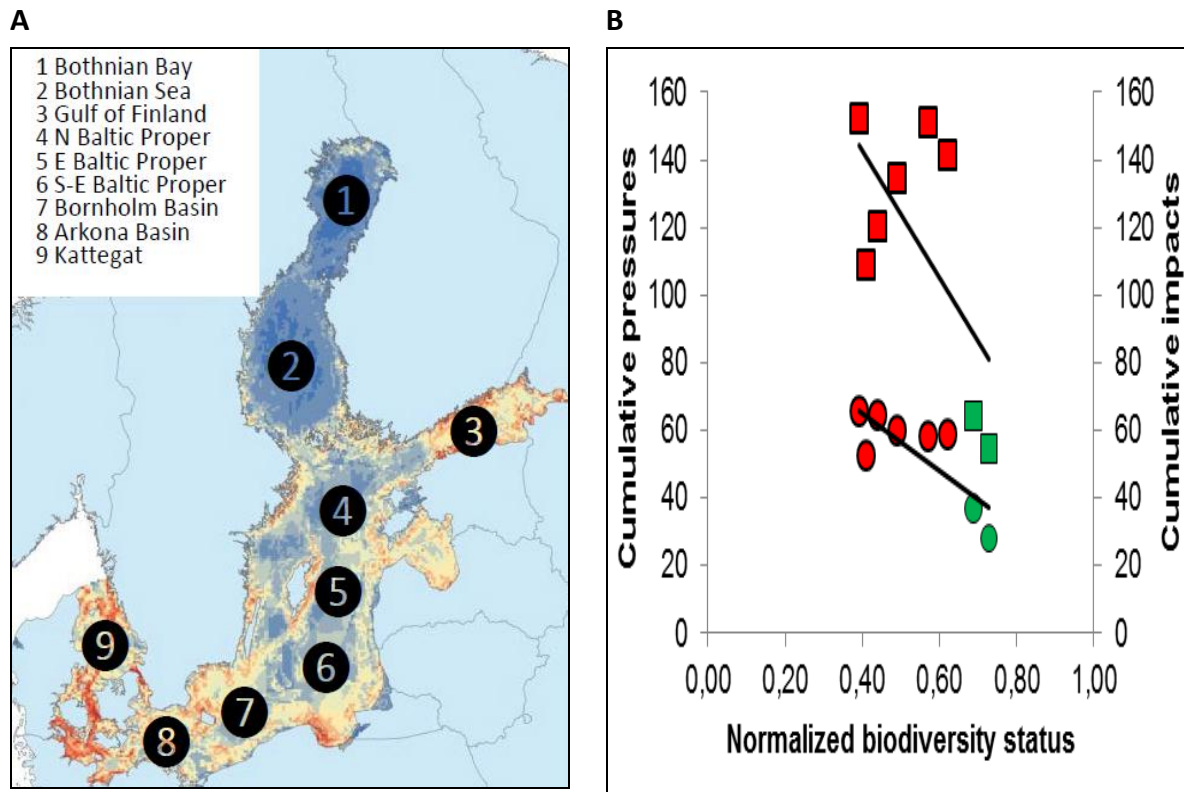 A
1 Bothnian Bay
2 Bothnian Sea
3 Gulf of Finland
4 N Baltic Proper
5 E Baltic Proper
6 S-E Baltic Proper
7 Bornholm Basin
8 Arkona Basin
9 Kattegat
1
2
3
4
5
6
7
8
9
B
Cumulative pressures
160
140
120
100
80
60
40
20
0
160
140
120
100
80
60
40
20
0
Cumulative impacts
0,00 0,20 0,40 0,60 0,80 1,00
Normalized biodiversity status